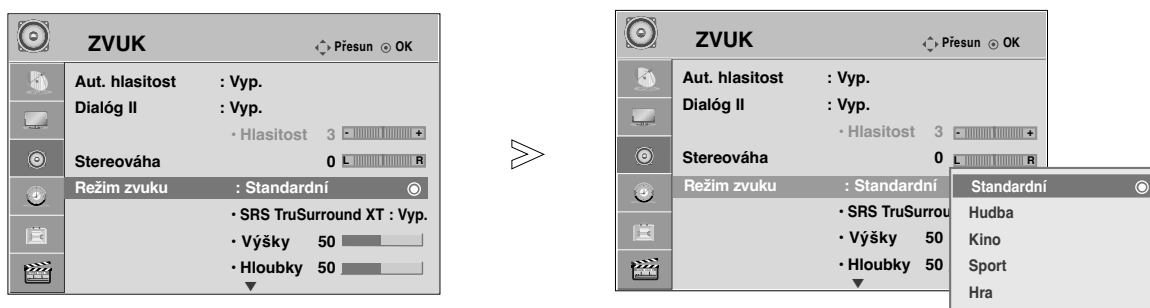 ZVUK
Přesun OK
Aut. hlasitost : Vyp.
Dialóg II : Vyp.
• Hlasitost 3 - +
Stereováha 0 L R
Režim zvuku : Standardní
• SRS TruSurround XT : Vyp.
• Výšky 50
• Hloubky 50
ZVUK
Přesun OK
Aut. hlasitost : Vyp.
Dialóg II : Vyp.
• Hlasitost 3 - +
Stereováha 0 L R
Režim zvuku : Standardní
• SRS TruSurrou
• Výšky 50
• Hloubky 50
Standardní
Hudba
Kino
Sport
Hra